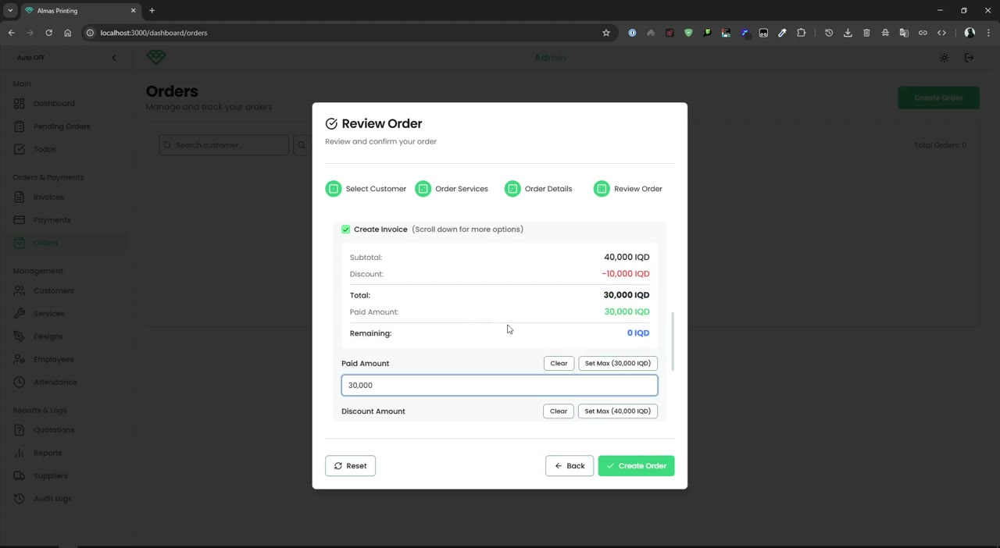 Almas Printing
localhost:3000/dashboard/orders
Auto OFF
Admin
Main
Dashboard
Pending Orders
Todos
Orders & Payments
Invoices
Payments
Orders
Management
Customers
Services
Designs
Employees
Attendance
Reports & Logs
Quotations
Reports
Suppliers
Audit Logs
Orders
Manage and track your orders
Create Order
Search customer...
Total Orders: 0
Review Order
Review and confirm your order
Select Customer
Order Services
Order Details
Review Order
Create Invoice (Scroll down for more options)
Subtotal: 40,000 IQD
Discount: -10,000 IQD
Total: 30,000 IQD
Paid Amount: 30,000 IQD
Remaining: 0 IQD
Paid Amount Clear Set Max (30,000 IQD)
30,000
Discount Amount Clear Set Max (40,000 IQD)
Reset
Back
Create Order